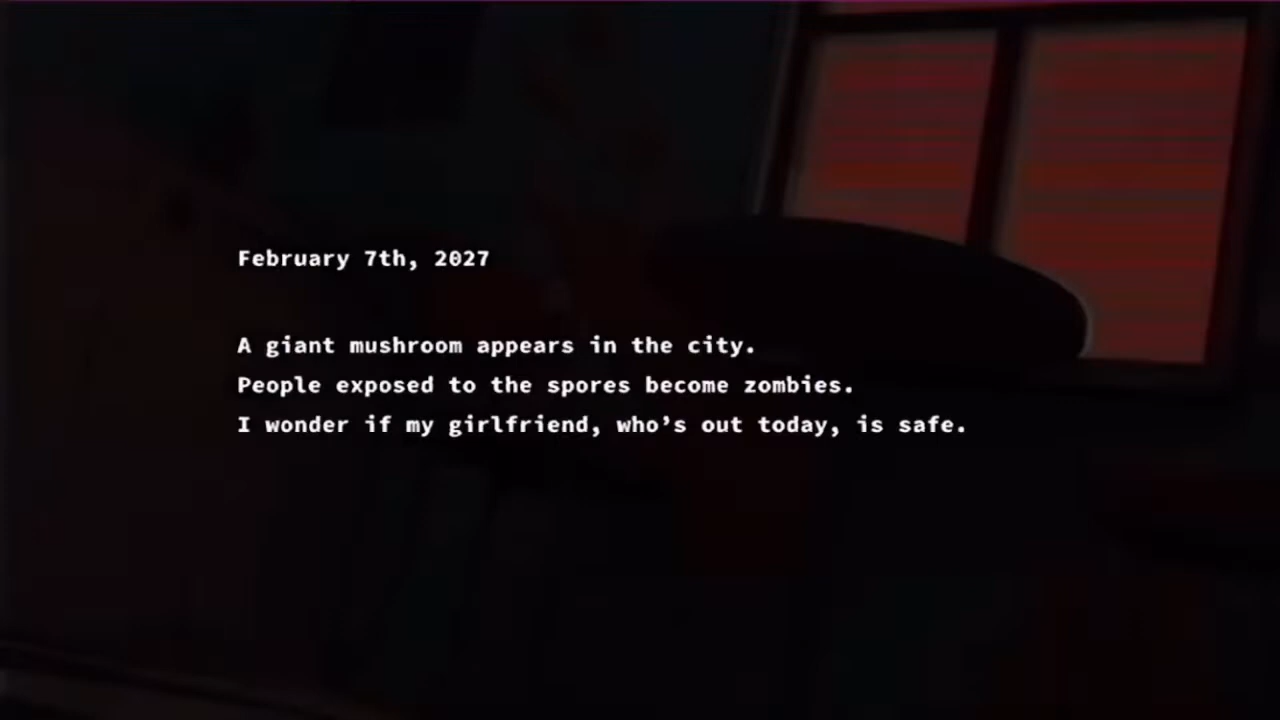 February 7th, 2027
A giant mushroom appears in the city.
People exposed to the spores become zombies.
I wonder if my girlfriend, who’s out today, is safe.